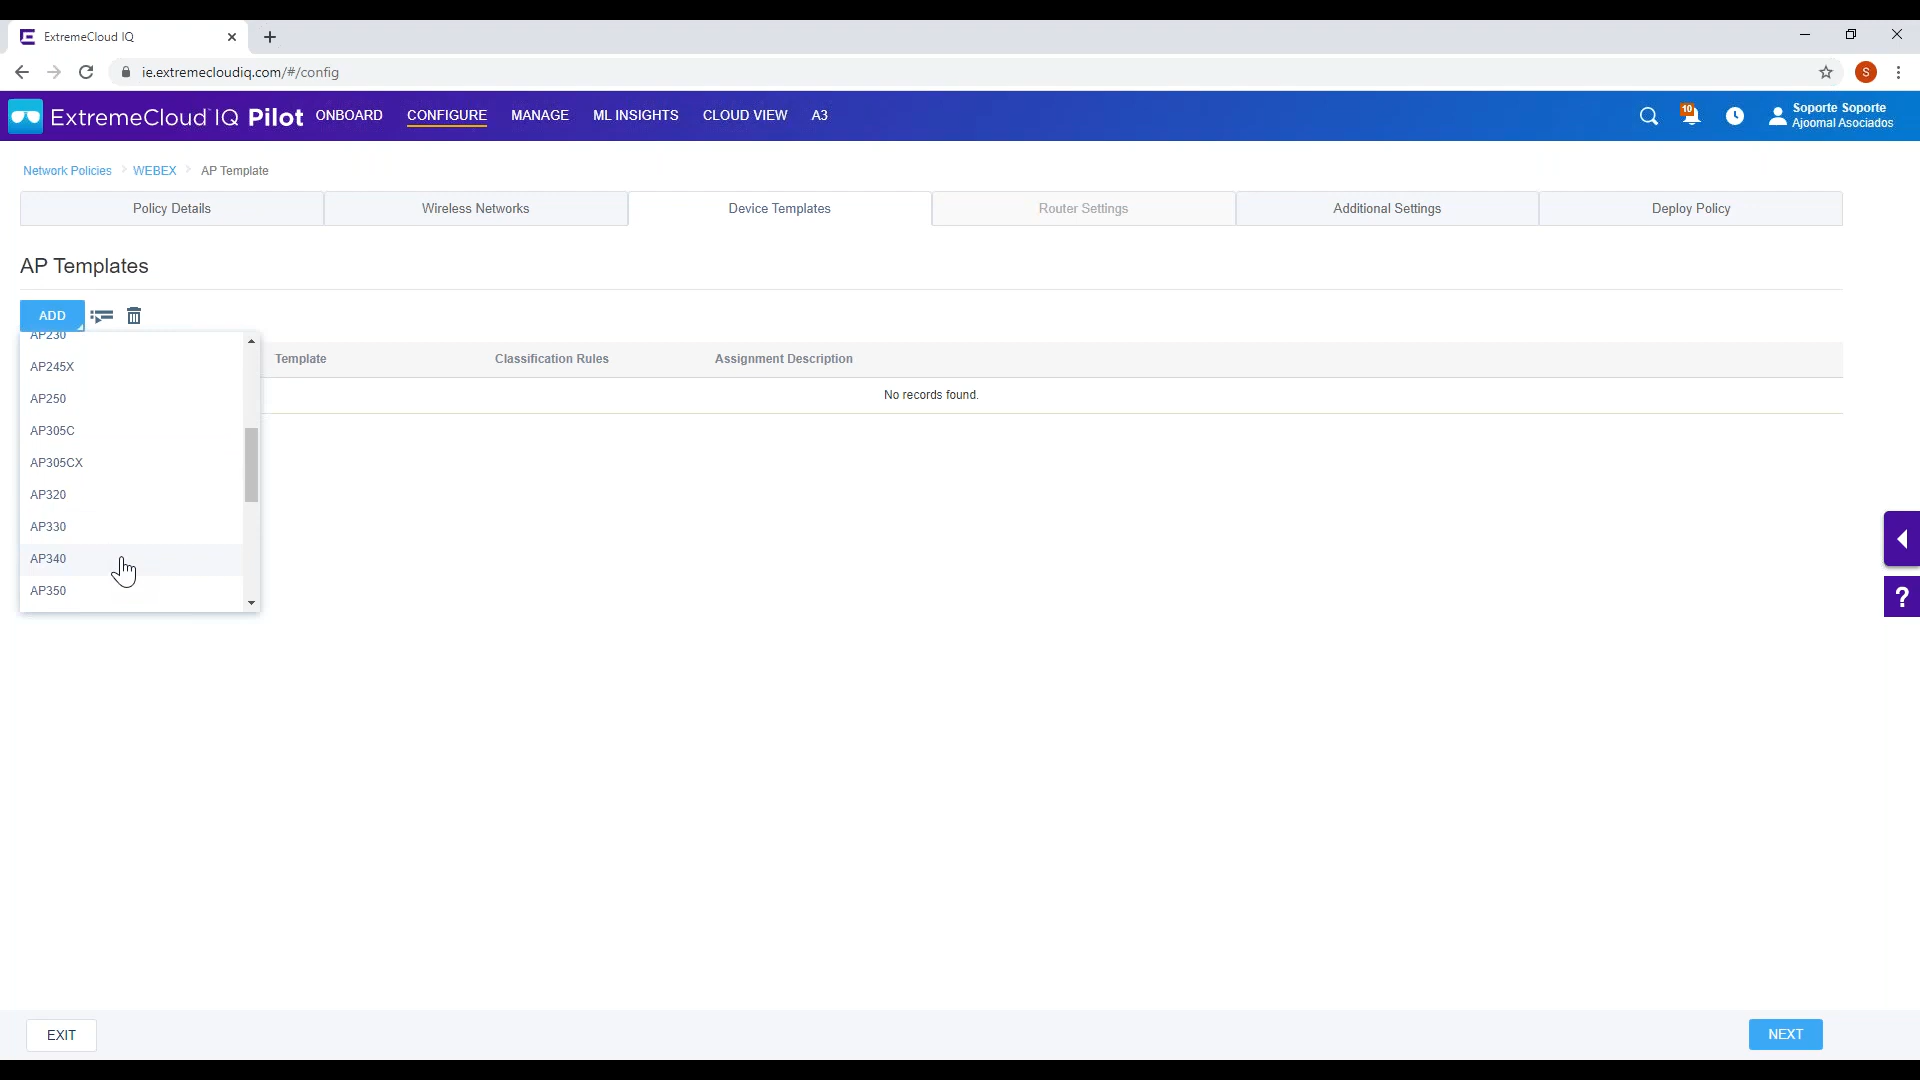 ExtremeCloud IQ
ie.extremecloudiq.com/#/config
S
ExtremeCloud IQ Pilot
ONBOARD CONFIGURE MANAGE ML INSIGHTS CLOUD VIEW A3
10
Soporte Soporte
Ajoomal Asociados
Network Policies WEBEX AP Template
Policy Details Wireless Networks Device Templates Router Settings Additional Settings Deploy Policy
AP Templates
ADD
AP230
Template Classification Rules Assignment Description
AP245X
No records found.
AP250
AP305C
AP305CX
AP320
AP330
AP340
AP350
?
EXIT NEXT